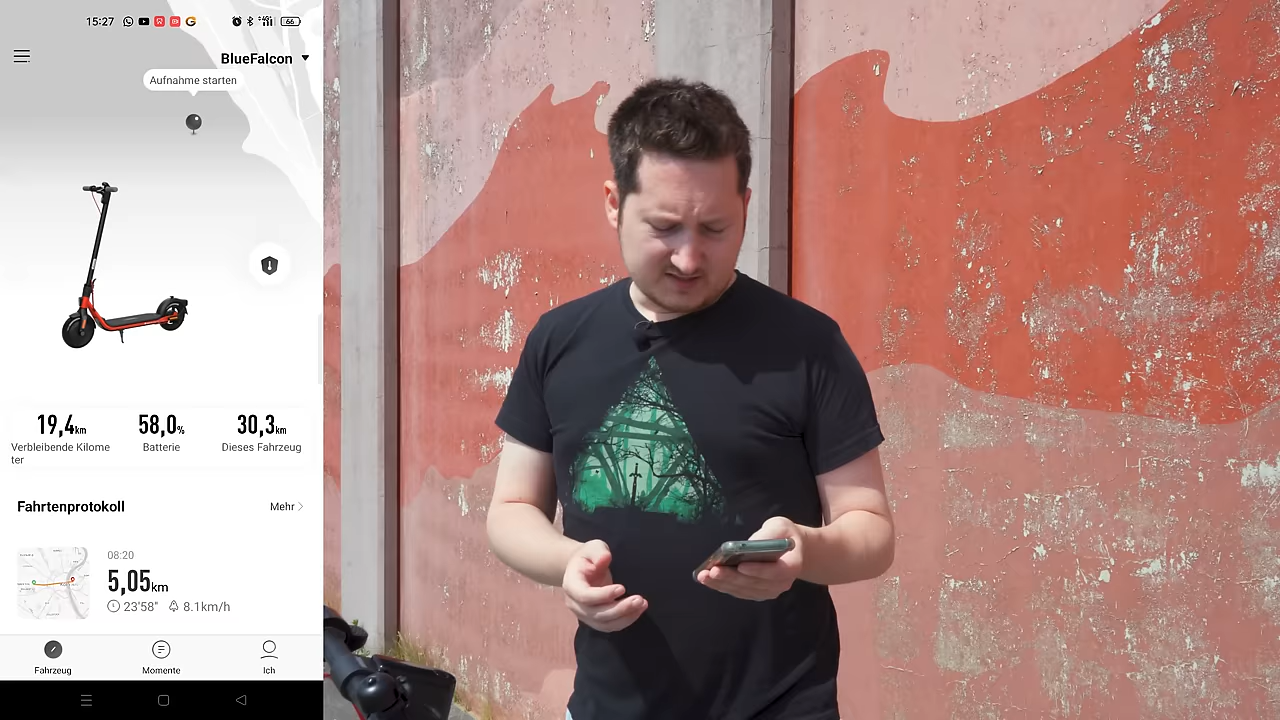 15:27
66
BlueFalcon
Aufnahme starten
19,4km
58,0%
30,3km
Verbleibende Kilome
ter
Batterie
Dieses Fahrzeug
Fahrtenprotokoll
Mehr
08:20
5,05km
23'58"
8.1km/h
Fahrzeug
Momente
Ich